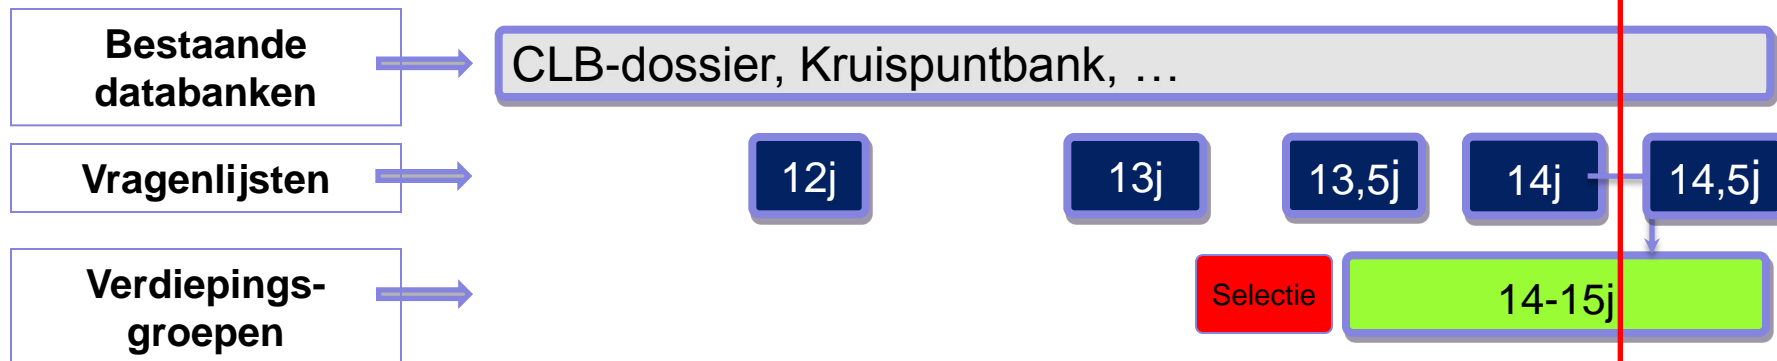 Bestaande
databanken
CLB-dossier, Kruispuntbank, …
Vragenlijsten
12j
13j
13,5j
14j
14,5j
Verdiepings-
groepen
Selectie
14-15j